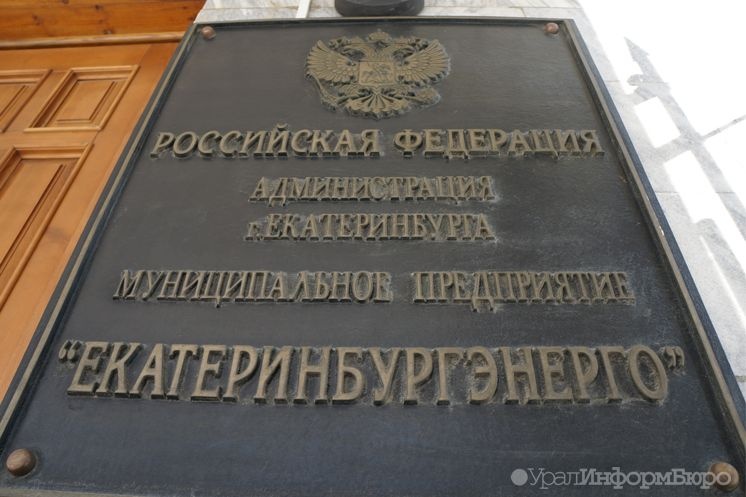 РОССИЙСКАЯ ФЕДЕРАЦИЯ
АДМИНИСТРАЦИЯ
г.ЕКАТЕРИНБУРГА
МУНИЦИПАЛЬНОЕ ПРЕДПРИЯТИЕ
"ЕКАТЕРИНБУРГЭНЕРГО"
УралИнформБюро